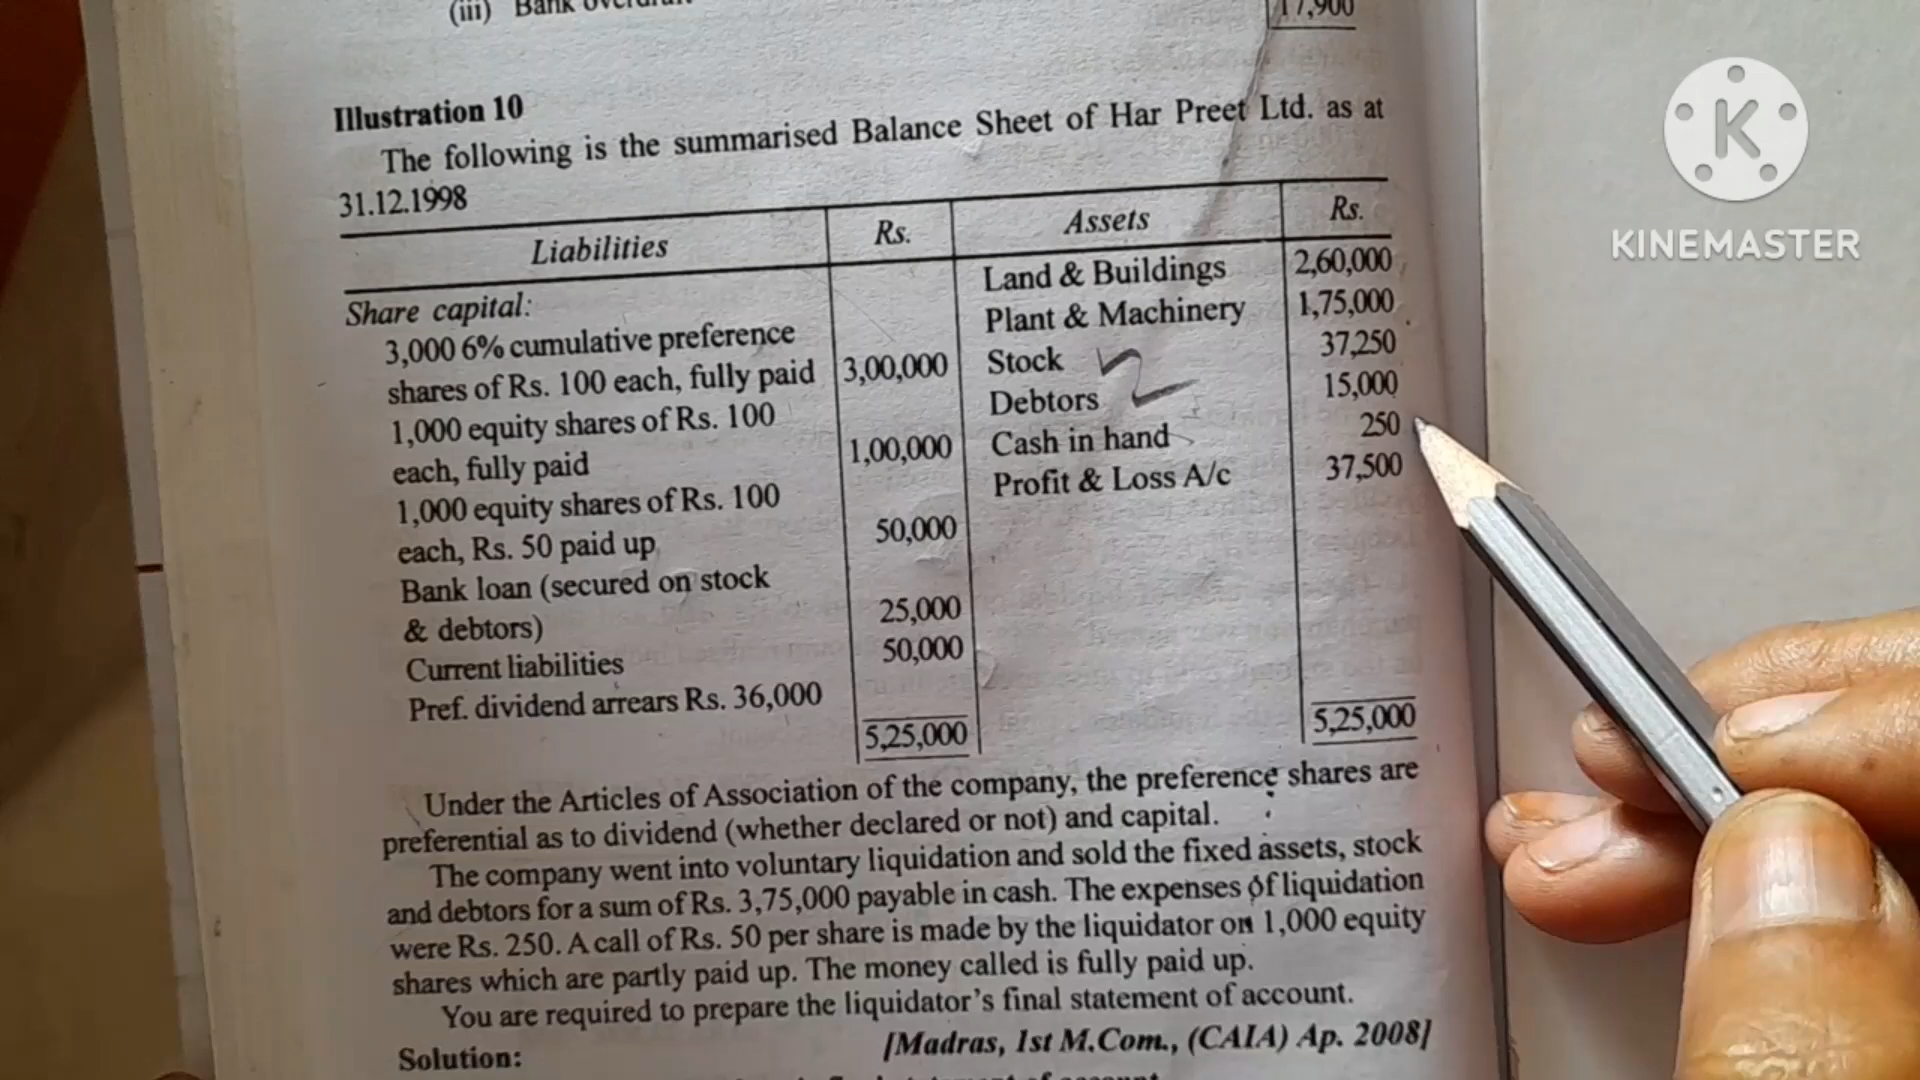 (iii) Bank overdraft
17,900
Illustration 10
The following is the summarised Balance Sheet of Har Preet Ltd. as at
31.12.1998
Liabilities Rs. Assets Rs.
Share capital:
3,000 6% cumulative preference
shares of Rs. 100 each, fully paid 3,00,000
1,000 equity shares of Rs. 100
each, fully paid 1,00,000
1,000 equity shares of Rs. 100
each, Rs. 50 paid up 50,000
Bank loan (secured on stock
& debtors) 25,000
Current liabilities 50,000
Pref. dividend arrears Rs. 36,000
5,25,000
Land & Buildings 2,60,000
Plant & Machinery 1,75,000
Stock 37,250
Debtors 15,000
Cash in hand 250
Profit & Loss A/c 37,500
5,25,000
Under the Articles of Association of the company, the preference shares are
preferential as to dividend (whether declared or not) and capital.
The company went into voluntary liquidation and sold the fixed assets, stock
and debtors for a sum of Rs. 3,75,000 payable in cash. The expenses of liquidation
were Rs. 250. A call of Rs. 50 per share is made by the liquidator on 1,000 equity
shares which are partly paid up. The money called is fully paid up.
You are required to prepare the liquidator's final statement of account.
[Madras, 1st M.Com., (CAIA) Ap. 2008]
Solution:
K
KINEMASTER